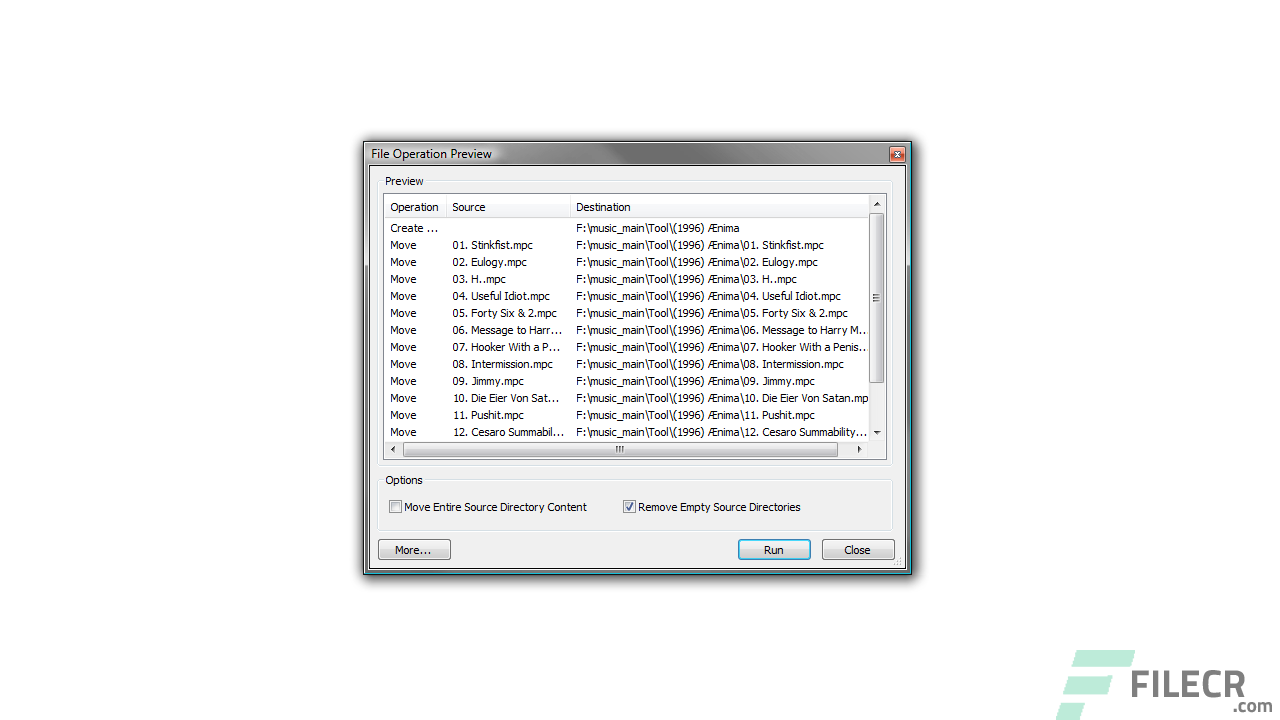 File Operation Preview
Preview
Operation Source Destination
Create ... F:\music_main\Tool\(1996) Ænima
Move 01. Stinkfist.mpc F:\music_main\Tool\(1996) Ænima\01. Stinkfist.mpc
Move 02. Eulogy.mpc F:\music_main\Tool\(1996) Ænima\02. Eulogy.mpc
Move 03. H..mpc F:\music_main\Tool\(1996) Ænima\03. H..mpc
Move 04. Useful Idiot.mpc F:\music_main\Tool\(1996) Ænima\04. Useful Idiot.mpc
Move 05. Forty Six & 2.mpc F:\music_main\Tool\(1996) Ænima\05. Forty Six & 2.mpc
Move 06. Message to Harr... F:\music_main\Tool\(1996) Ænima\06. Message to Harry M...
Move 07. Hooker With a P... F:\music_main\Tool\(1996) Ænima\07. Hooker With a Penis...
Move 08. Intermission.mpc F:\music_main\Tool\(1996) Ænima\08. Intermission.mpc
Move 09. Jimmy.mpc F:\music_main\Tool\(1996) Ænima\09. Jimmy.mpc
Move 10. Die Eier Von Sat... F:\music_main\Tool\(1996) Ænima\10. Die Eier Von Satan.mp
Move 11. Pushit.mpc F:\music_main\Tool\(1996) Ænima\11. Pushit.mpc
Move 12. Cesaro Summabil... F:\music_main\Tool\(1996) Ænima\12. Cesaro Summability...
Options
Move Entire Source Directory Content Remove Empty Source Directories
More... Run Close
FILECR
.com